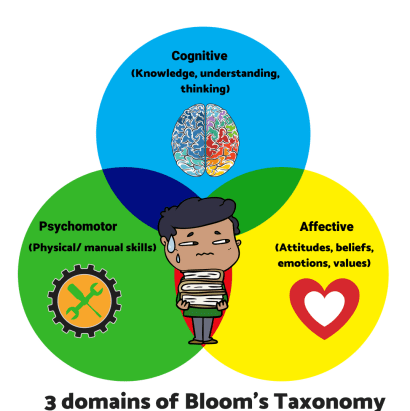 Cognitive
(Knowledge, understanding,
thinking)
Psychomotor
(Physical/ manual skills)
Affective
(Attitudes, beliefs,
emotions, values)
3 domains of Bloom's Taxonomy